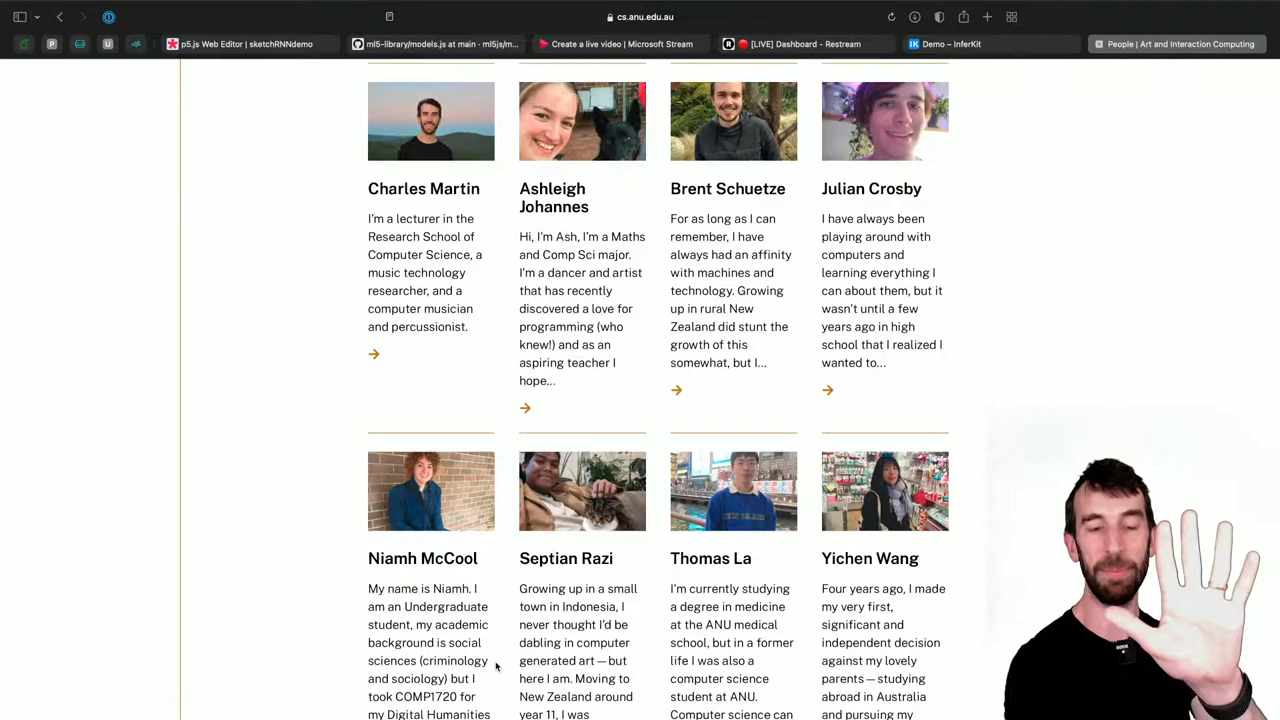 cs.anu.edu.au
p5.js Web Editor | sketchRNNdemo
ml5-library/models.js at main · ml5js/m...
Create a live video | Microsoft Stream
[LIVE] Dashboard - Restream
Demo – InferKit
People | Art and Interaction Computing
Charles Martin
I'm a lecturer in the
Research School of
Computer Science, a
music technology
researcher, and a
computer musician
and percussionist.
Ashleigh
Johannes
Hi, I'm Ash, I'm a Maths
and Comp Sci major.
I'm a dancer and artist
that has recently
discovered a love for
programming (who
knew!) and as an
aspiring teacher I
hope...
Brent Schuetze
For as long as I can
remember, I have
always had an affinity
with machines and
technology. Growing
up in rural New
Zealand did stunt the
growth of this
somewhat, but I...
Julian Crosby
I have always been
playing around with
computers and
learning everything I
can about them, but it
wasn't until a few
years ago in high
school that I realized I
wanted to...
Niamh McCool
My name is Niamh. I
am an Undergraduate
student, my academic
background is social
sciences (criminology
and sociology) but I
took COMP1720 for
my Digital Humanities
Septian Razi
Growing up in a small
town in Indonesia, I
never thought I'd be
dabling in computer
generated art—but
here I am. Moving to
New Zealand around
year 11, I was
Thomas La
I'm currently studying
a degree in medicine
at the ANU medical
school, but in a former
life I was also a
computer science
student at ANU.
Computer science can
Yichen Wang
Four years ago, I made
my very first,
significant and
independent decision
against my lovely
parents—studying
abroad in Australia
and pursuing my